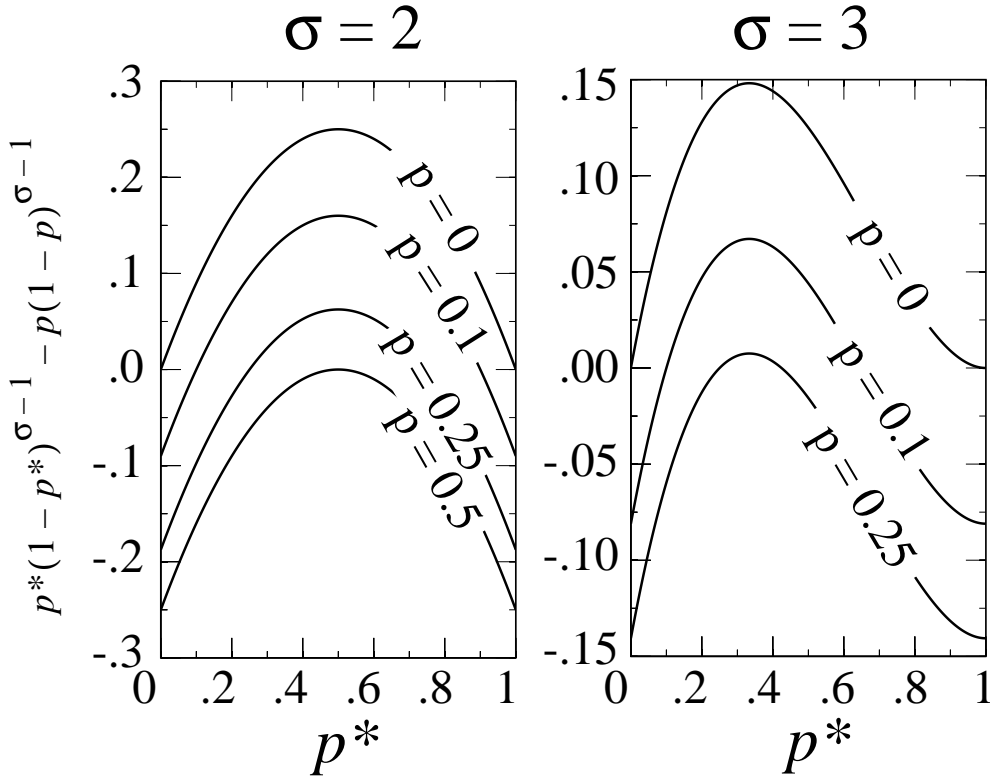 σ = 2
σ = 3
p*(1 − p*)^σ − 1 − p(1 − p)^σ − 1
.3
.2
.1
.0
-.1
-.2
-.3
0 .2 .4 .6 .8 1
p*
p = 0
p = 0.1
p = 0.25
p = 0.5
.15
.10
.05
.00
-.05
-.10
-.15
0 .2 .4 .6 .8 1
p*
p = 0
p = 0.1
p = 0.25